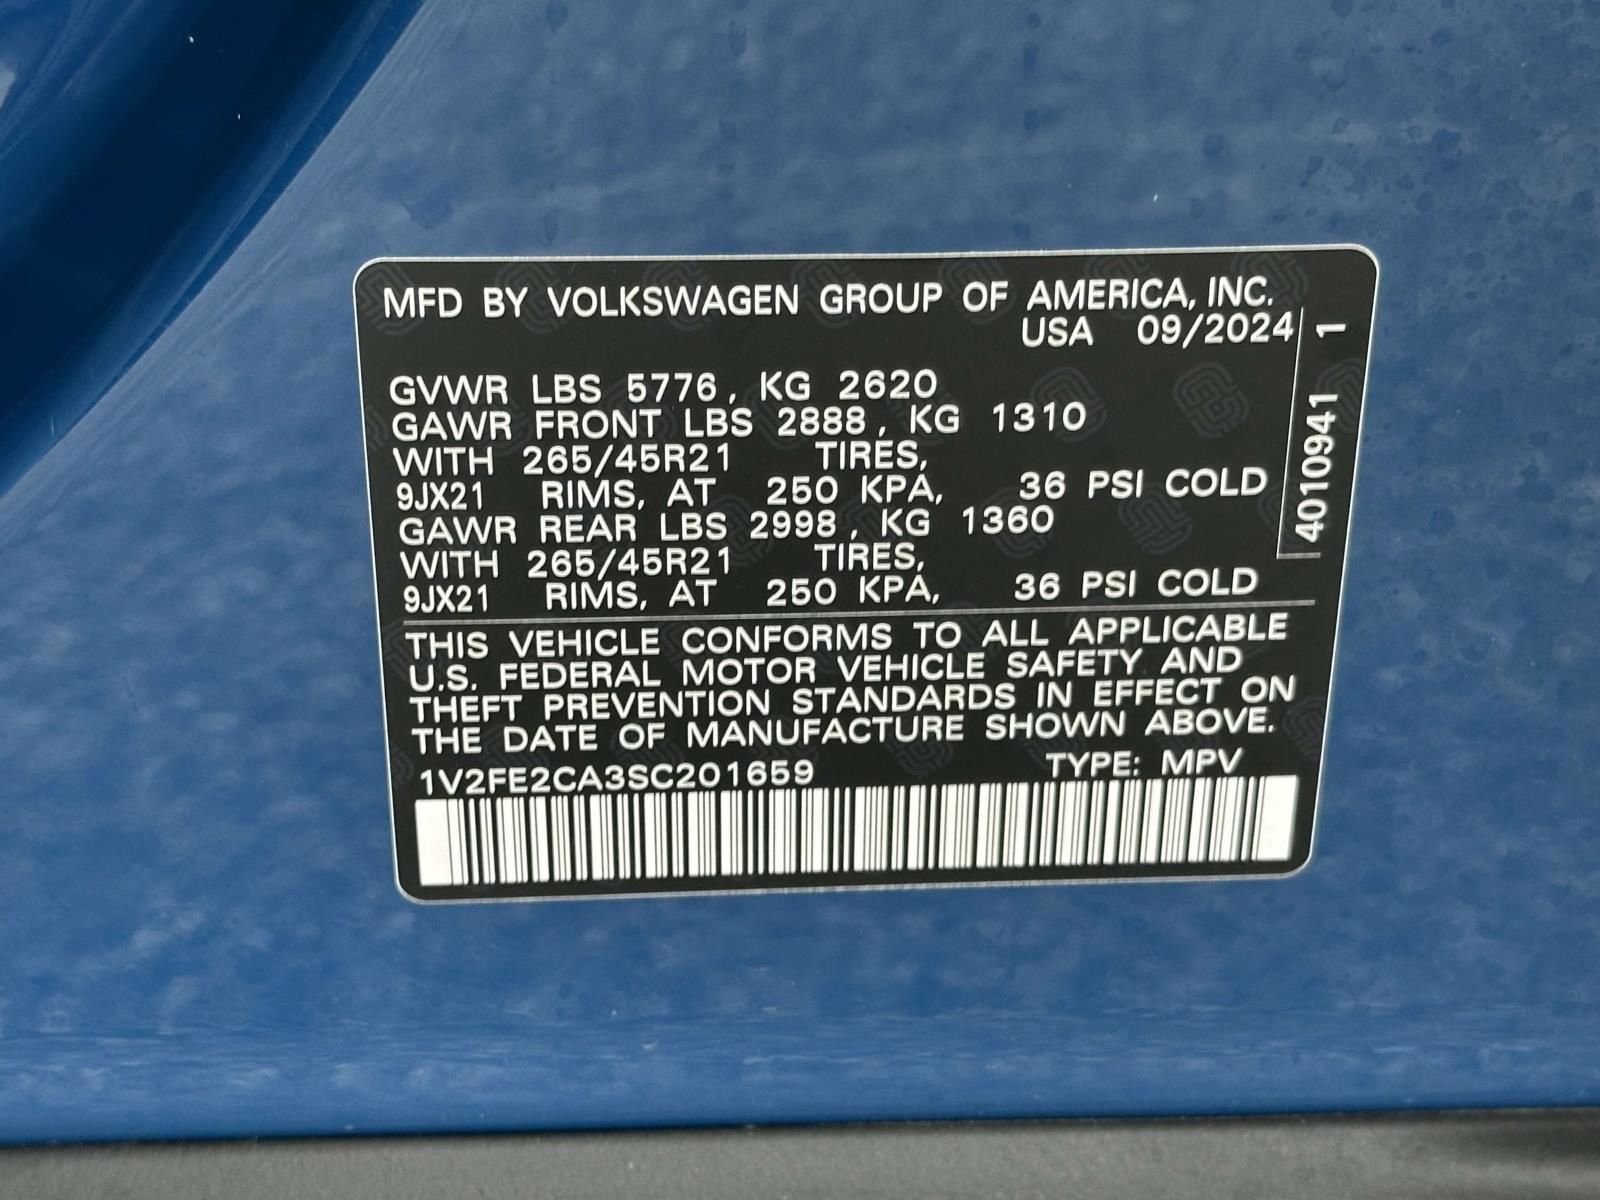 MFD BY VOLKSWAGEN GROUP OF AMERICA, INC.
USA 09/2024
GVWR LBS 5776, KG 2620
GAWR FRONT LBS 2888, KG 1310
WITH 265/45R21 TIRES,
9JX21 RIMS, AT 250 KPA, 36 PSI COLD
GAWR REAR LBS 2998, KG 1360
WITH 265/45R21 TIRES,
9JX21 RIMS, AT 250 KPA, 36 PSI COLD
4010941 1
THIS VEHICLE CONFORMS TO ALL APPLICABLE
U.S. FEDERAL MOTOR VEHICLE SAFETY AND
THEFT PREVENTION STANDARDS IN EFFECT ON
THE DATE OF MANUFACTURE SHOWN ABOVE.
1V2FE2CA3SC201659 TYPE: MPV